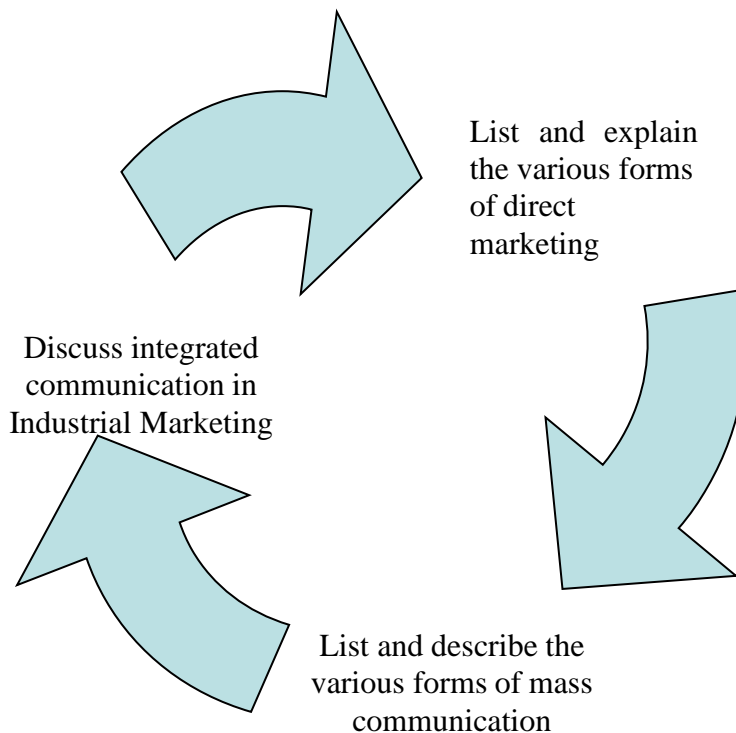 List and explain
the various forms
of direct
marketing
Discuss integrated
communication in
Industrial Marketing
List and describe the
various forms of mass
communication